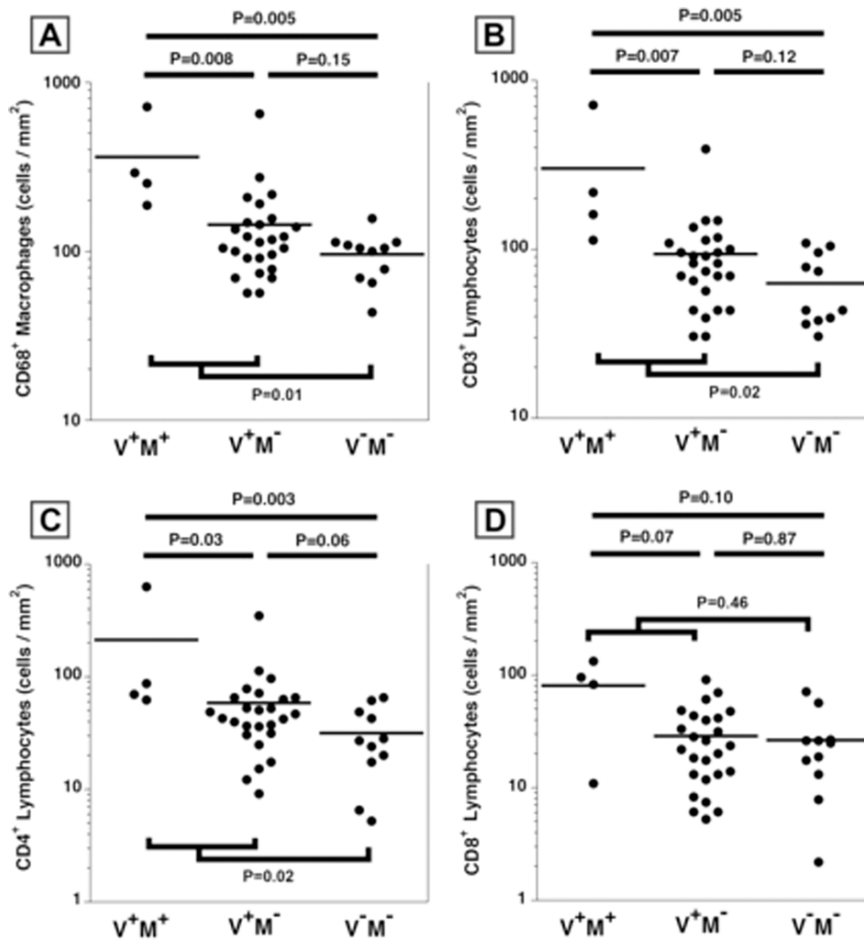 A
P=0.005
P=0.008 P=0.15
CD68⁺ Macrophages (cells / mm²)
1000
100
10
P=0.01
V⁺M⁺ V⁺M⁻ V⁻M⁻
B
P=0.005
P=0.007 P=0.12
CD3⁺ Lymphocytes (cells / mm²)
1000
100
10
P=0.02
V⁺M⁺ V⁺M⁻ V⁻M⁻
C
P=0.003
P=0.03 P=0.06
CD4⁺ Lymphocytes (cells / mm²)
1000
100
10
1
P=0.02
V⁺M⁺ V⁺M⁻ V⁻M⁻
D
P=0.10
P=0.07 P=0.87
P=0.46
CD8⁺ Lymphocytes (cells / mm²)
1000
100
10
1
V⁺M⁺ V⁺M⁻ V⁻M⁻